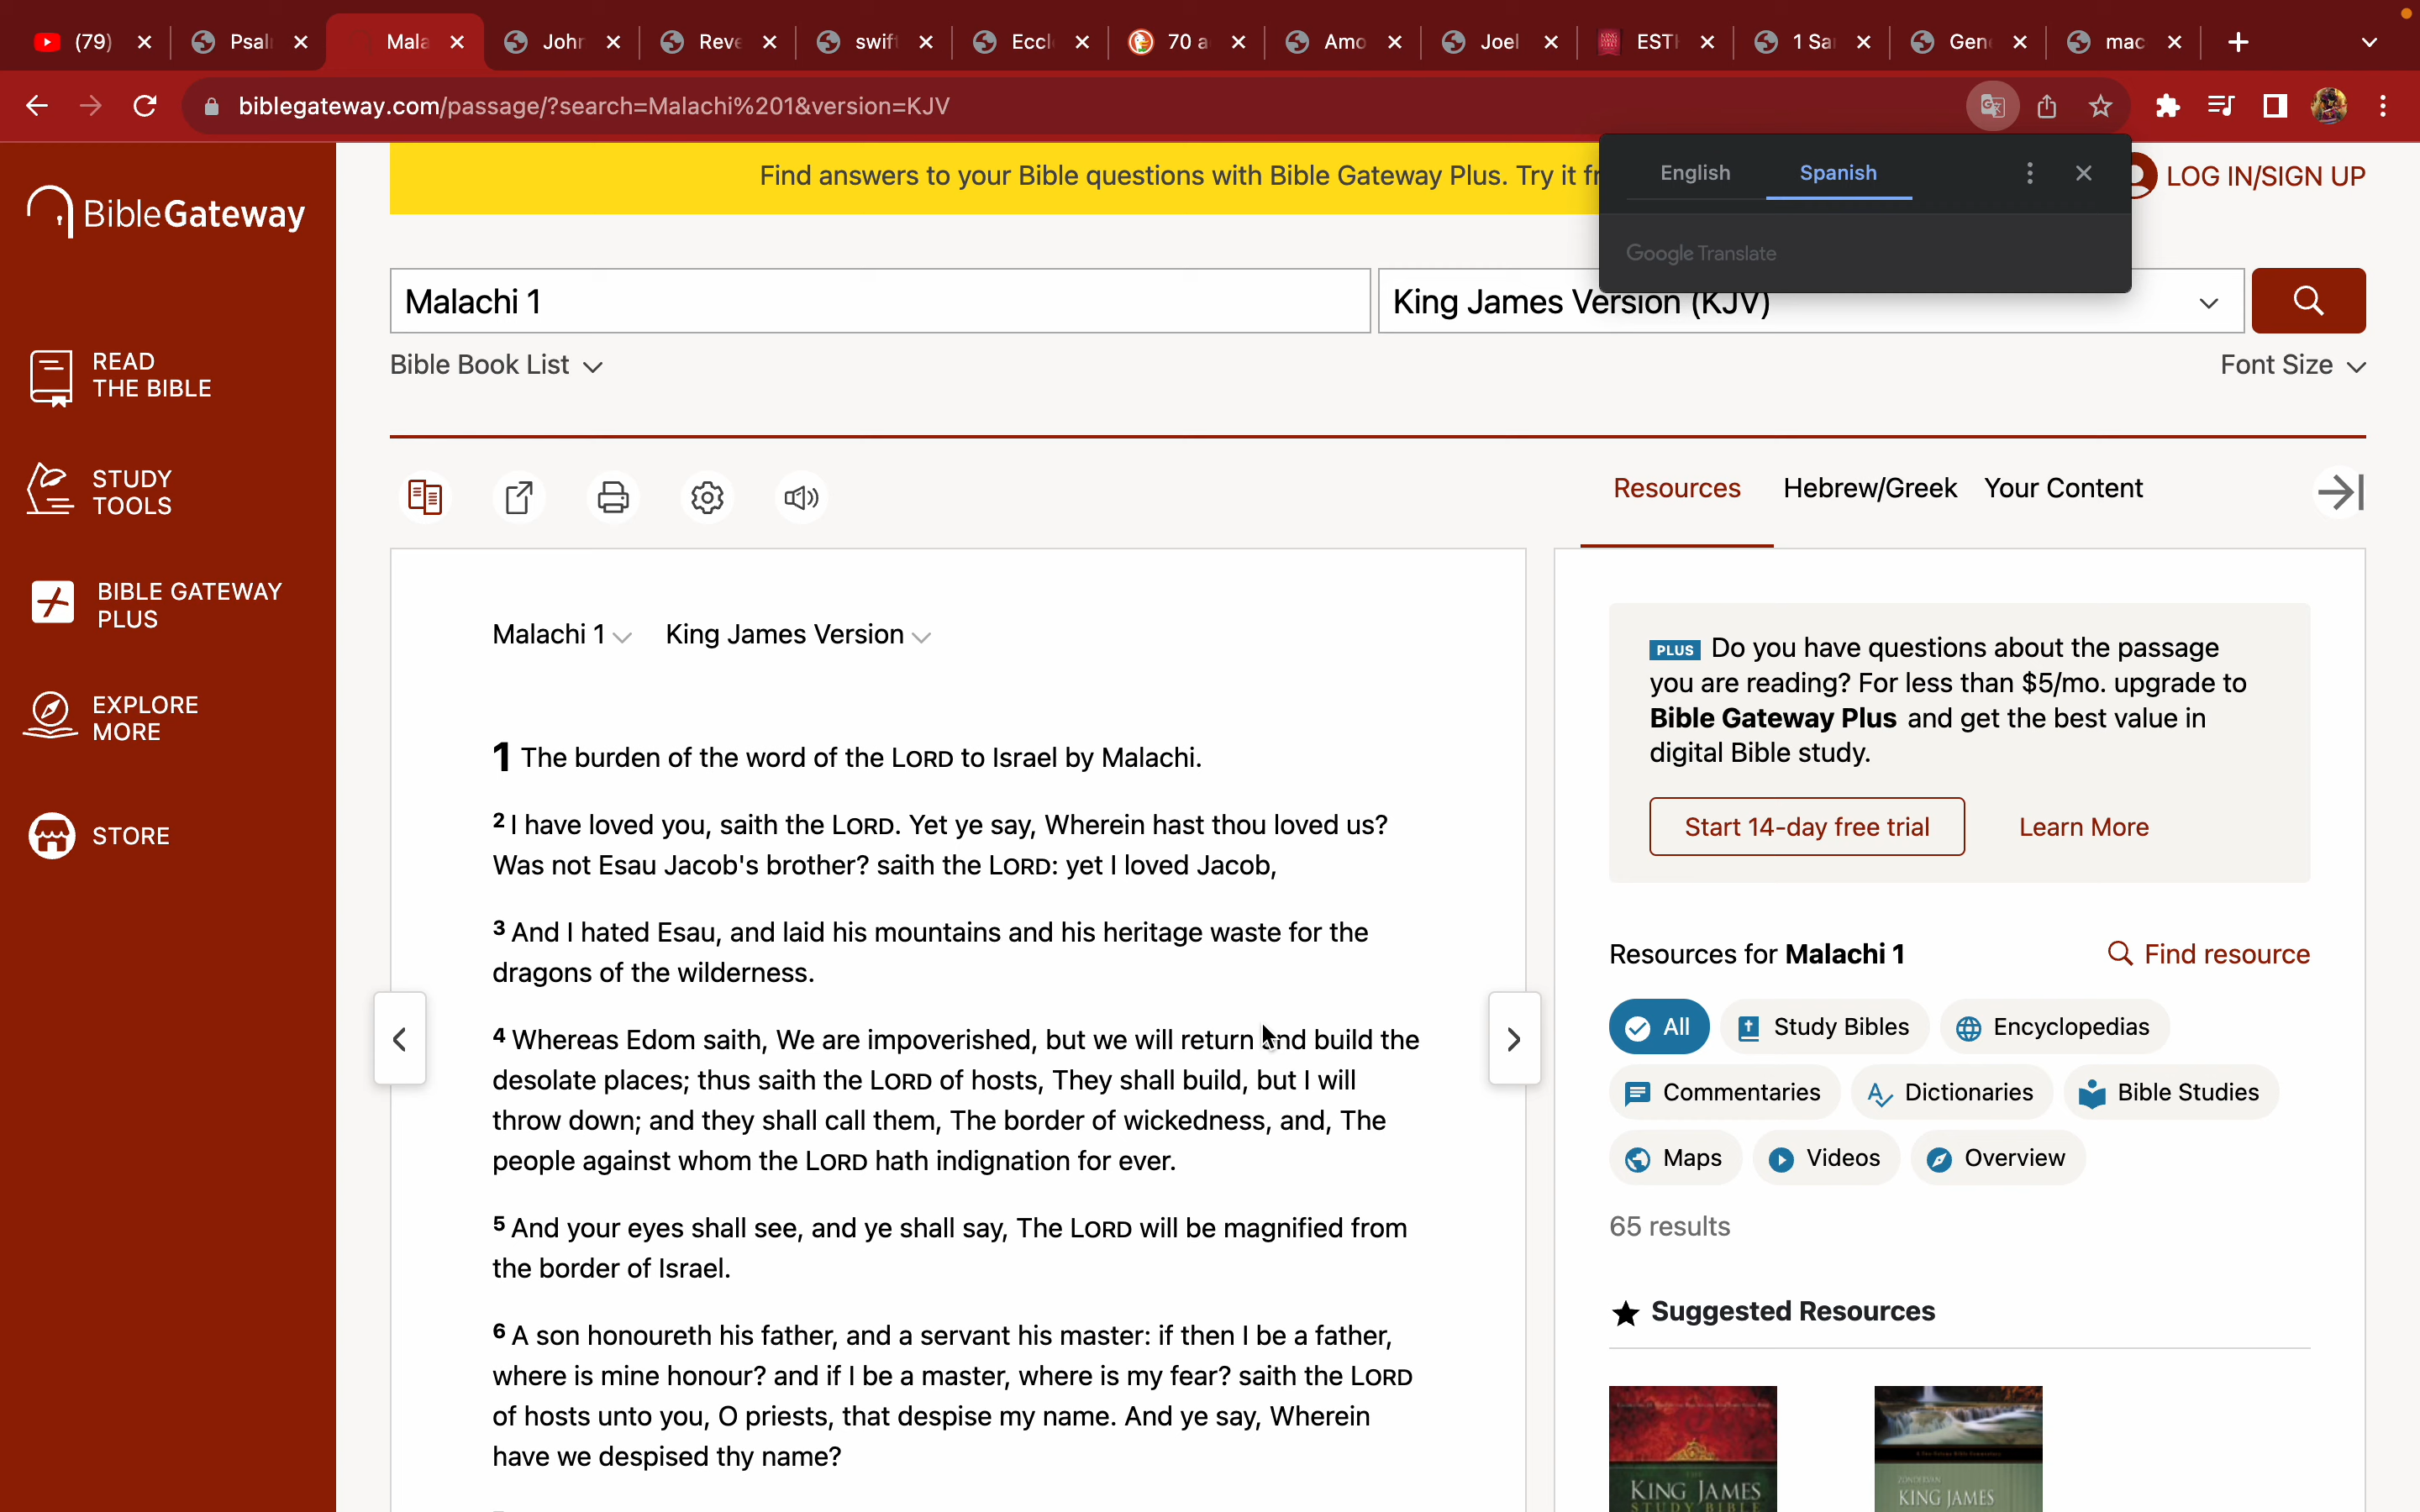 (79)
Psal
Mala
John
Reve
swif
Eccl
70 a
Amo
Joel
EST
1 Sa
Gen
mac
biblegateway.com/passage/?search=Malachi%201&version=KJV
BibleGateway
READ
THE BIBLE
STUDY
TOOLS
BIBLE GATEWAY
PLUS
EXPLORE
MORE
STORE
Find answers to your Bible questions with Bible Gateway Plus. Try it fr
English
Spanish
Google Translate
LOG IN/SIGN UP
Malachi 1
King James Version (KJV)
Bible Book List
Font Size
Resources
Hebrew/Greek
Your Content
Malachi 1
King James Version
1 The burden of the word of the LORD to Israel by Malachi.
2 I have loved you, saith the LORD. Yet ye say, Wherein hast thou loved us?
Was not Esau Jacob's brother? saith the LORD: yet I loved Jacob,
3 And I hated Esau, and laid his mountains and his heritage waste for the
dragons of the wilderness.
4 Whereas Edom saith, We are impoverished, but we will return and build the
desolate places; thus saith the LORD of hosts, They shall build, but I will
throw down; and they shall call them, The border of wickedness, and, The
people against whom the LORD hath indignation for ever.
5 And your eyes shall see, and ye shall say, The LORD will be magnified from
the border of Israel.
6 A son honoureth his father, and a servant his master: if then I be a father,
where is mine honour? and if I be a master, where is my fear? saith the LORD
of hosts unto you, O priests, that despise my name. And ye say, Wherein
have we despised thy name?
PLUS Do you have questions about the passage
you are reading? For less than $5/mo. upgrade to
Bible Gateway Plus and get the best value in
digital Bible study.
Start 14-day free trial
Learn More
Resources for Malachi 1
Find resource
All
Study Bibles
Encyclopedias
Commentaries
Dictionaries
Bible Studies
Maps
Videos
Overview
65 results
Suggested Resources
THE
KING JAMES
STUDY BIBLE
ZONDERVAN
KING JAMES